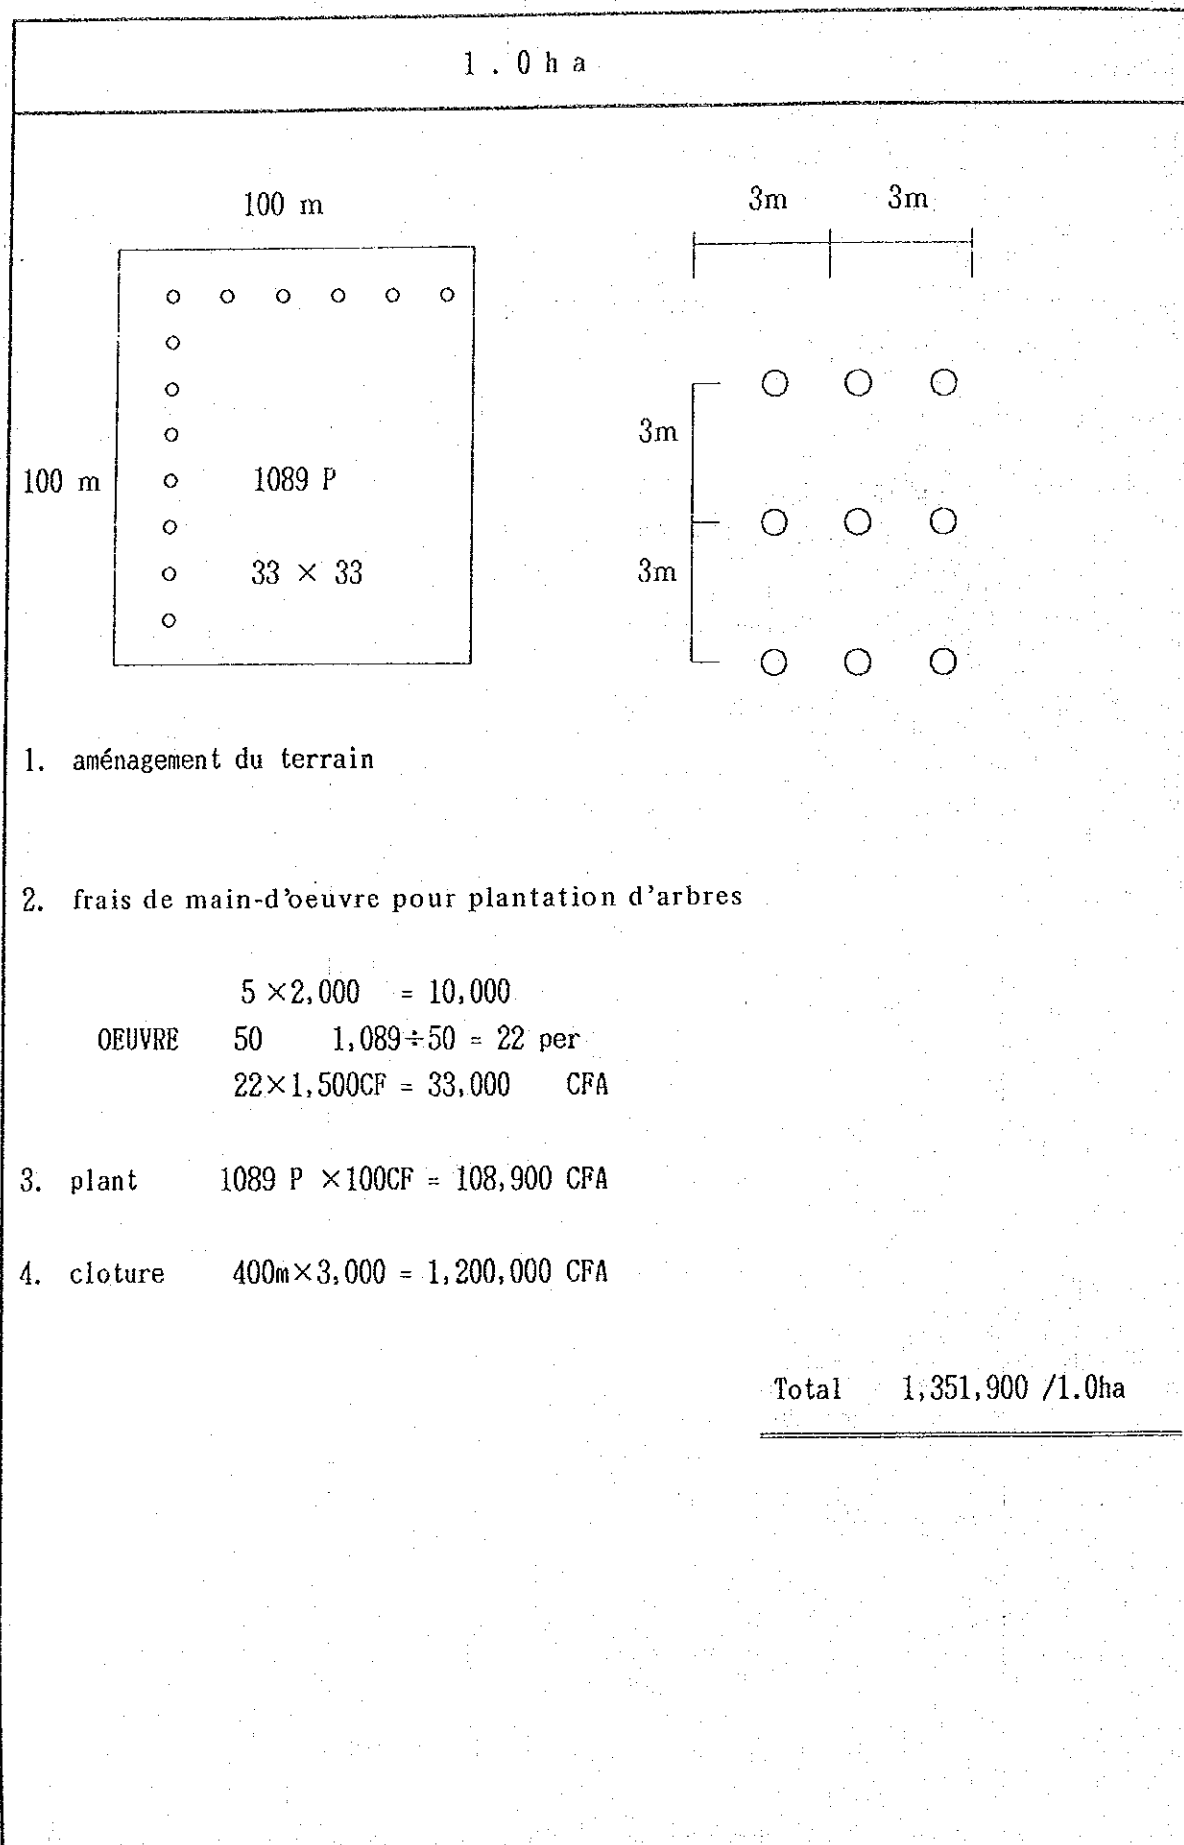 1.0ha
100 m
3m 3m
3m
100 m
1089 P
33 × 33
3m
1. aménagement du terrain
2. frais de main-d'oeuvre pour plantation d'arbres
5 ×2,000 = 10,000
OEUVRE 50 1,089÷50 = 22 per
22×1,500CF = 33,000 CFA
3. plant 1089 P ×100CF = 108,900 CFA
4. cloture 400m×3,000 = 1,200,000 CFA
Total 1,351,900 /1.0ha